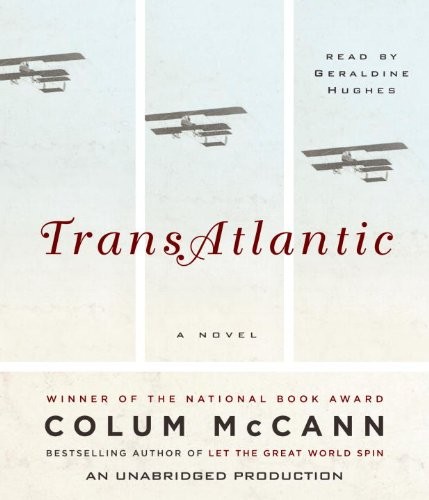 READ BY
GERALDINE
HUGHES
TransAtlantic
A NOVEL
WINNER OF THE NATIONAL BOOK AWARD
COLUM McCANN
BESTSELLING AUTHOR OF LET THE GREAT WORLD SPIN
AN UNABRIDGED PRODUCTION